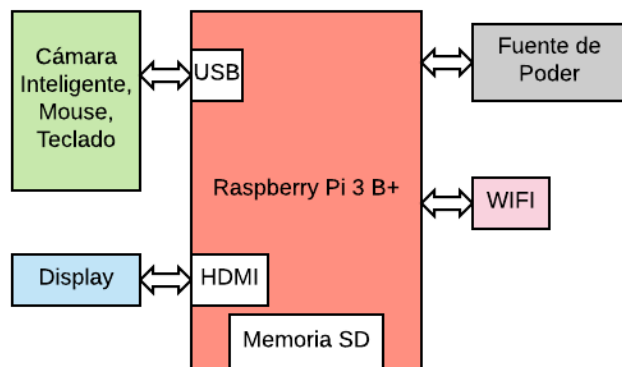 Cámara
Inteligente,
Mouse,
Teclado
USB
Fuente de
Poder
Raspberry Pi 3 B+
WIFI
Display
HDMI
Memoria SD